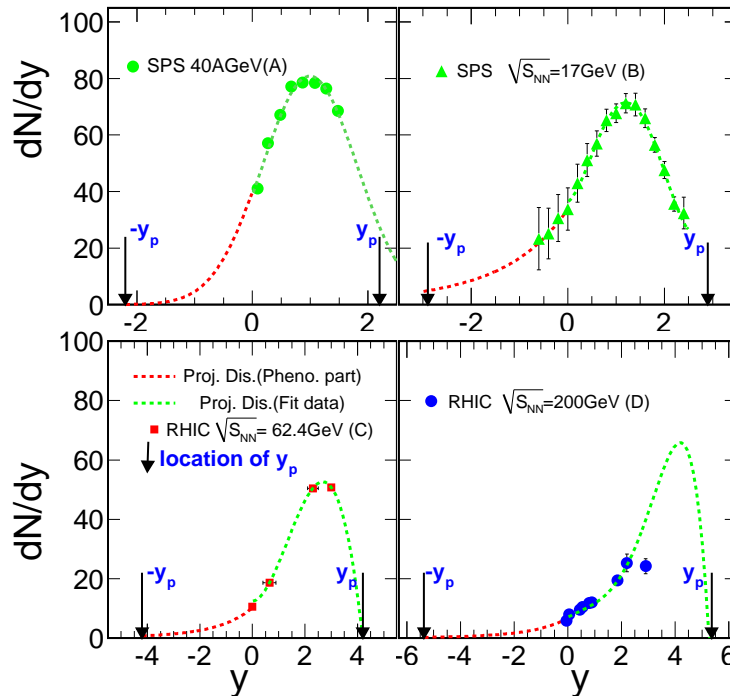 dN/dy
100
80
60
40
20
0
SPS 40AGeV(A)
-yp
yp
-2
0
2
SPS √SNN=17GeV (B)
-yp
yp
-2
0
2
dN/dy
100
80
60
40
20
0
Proj. Dis.(Pheno. part)
Proj. Dis.(Fit data)
RHIC √SNN= 62.4GeV (C)
location of yp
-yp
yp
-4
-2
0
2
4
y
RHIC √SNN=200GeV (D)
-yp
yp
-6
-4
-2
0
2
4
6
y